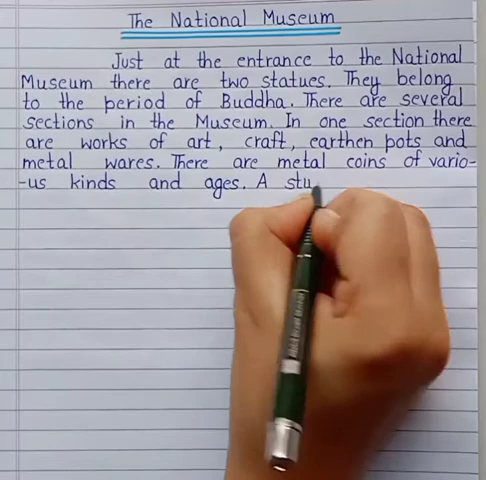 The National Museum
Just at the entrance to the National
Museum there are two statues. They belong
to the period of Buddha. There are several
sections in the Museum. In one section there
are works of art, craft, earthen pots and
metal wares. There are metal coins of vario-
-us kinds and ages. A stu